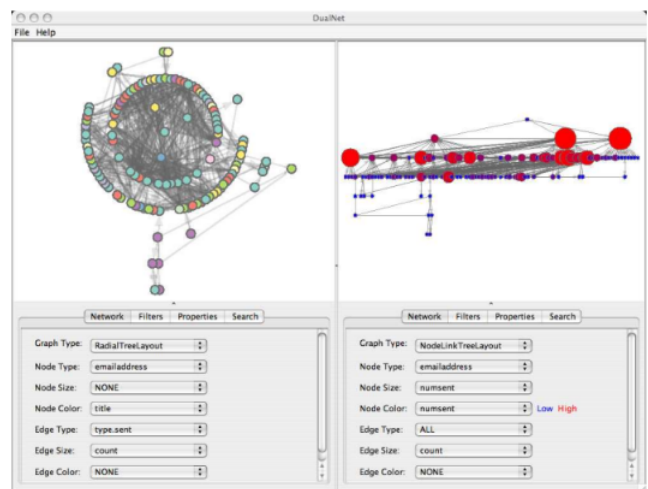 DualNet
File Help
Network Filters Properties Search
Graph Type: RadialTreeLayout
Node Type: emailaddress
Node Size: NONE
Node Color: title
Edge Type: type.sent
Edge Size: count
Edge Color: NONE
Network Filters Properties Search
Graph Type: NodeLinkTreeLayout
Node Type: emailaddress
Node Size: numsent
Node Color: numsent Low High
Edge Type: ALL
Edge Size: count
Edge Color: NONE